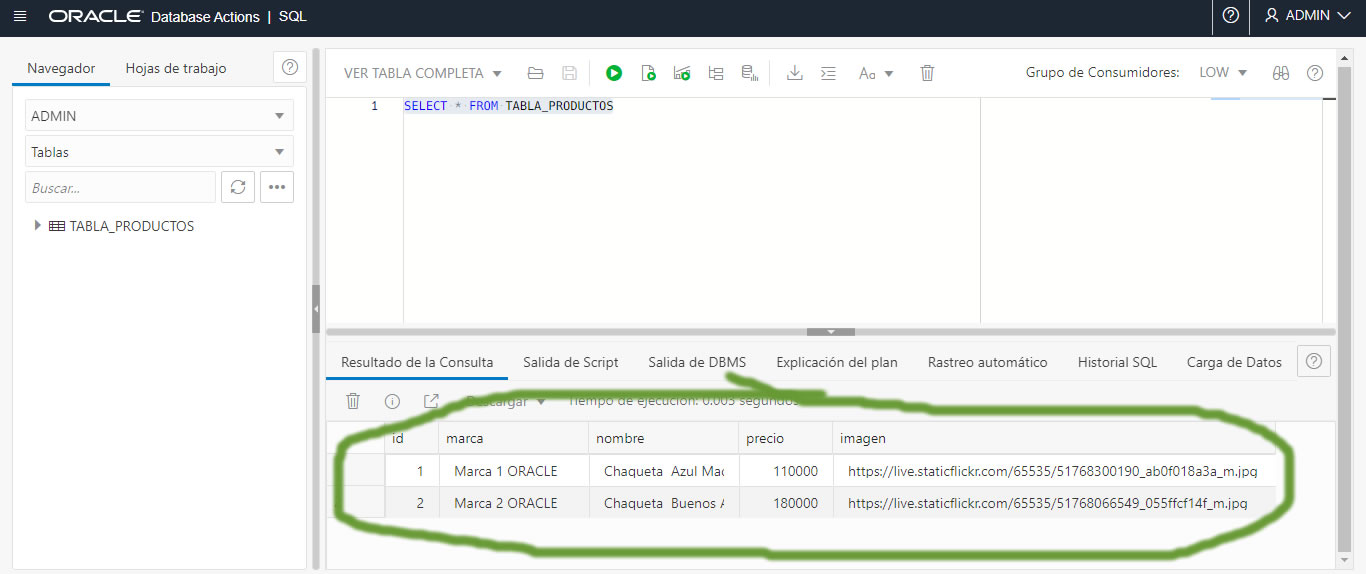 ORACLE Database Actions | SQL
ADMIN
Navegador Hojas de trabajo
ADMIN
Tablas
Buscar...
TABLA_PRODUCTOS
VER TABLA COMPLETA Aa Grupo de Consumidores: LOW
1 SELECT * FROM TABLA_PRODUCTOS
Resultado de la Consulta Salida de Script Salida de DBMS Explicación del plan Rastreo automático Historial SQL Carga de Datos
Descargar Tiempo de ejecución: 0.003 segundos
id marca nombre precio imagen
1 Marca 1 ORACLE Chaqueta Azul Mac 110000 https://live.staticflickr.com/65535/51768300190_ab0f018a3a_m.jpg
2 Marca 2 ORACLE Chaqueta Buenos 180000 https://live.staticflickr.com/65535/51768066549_055ffcf14f_m.jpg